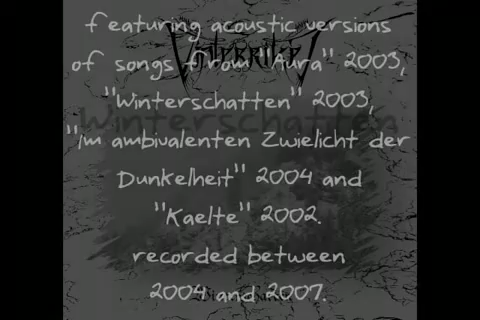 featuring acoustic versions
of songs from "Aura" 2003,
"Winterschatten" 2003,
Winterschatten
"Im ambivalenten Zwielicht der
Dunkelheit" 2004 and
"Kaelte" 2002.
recorded between
2004 and 2007.